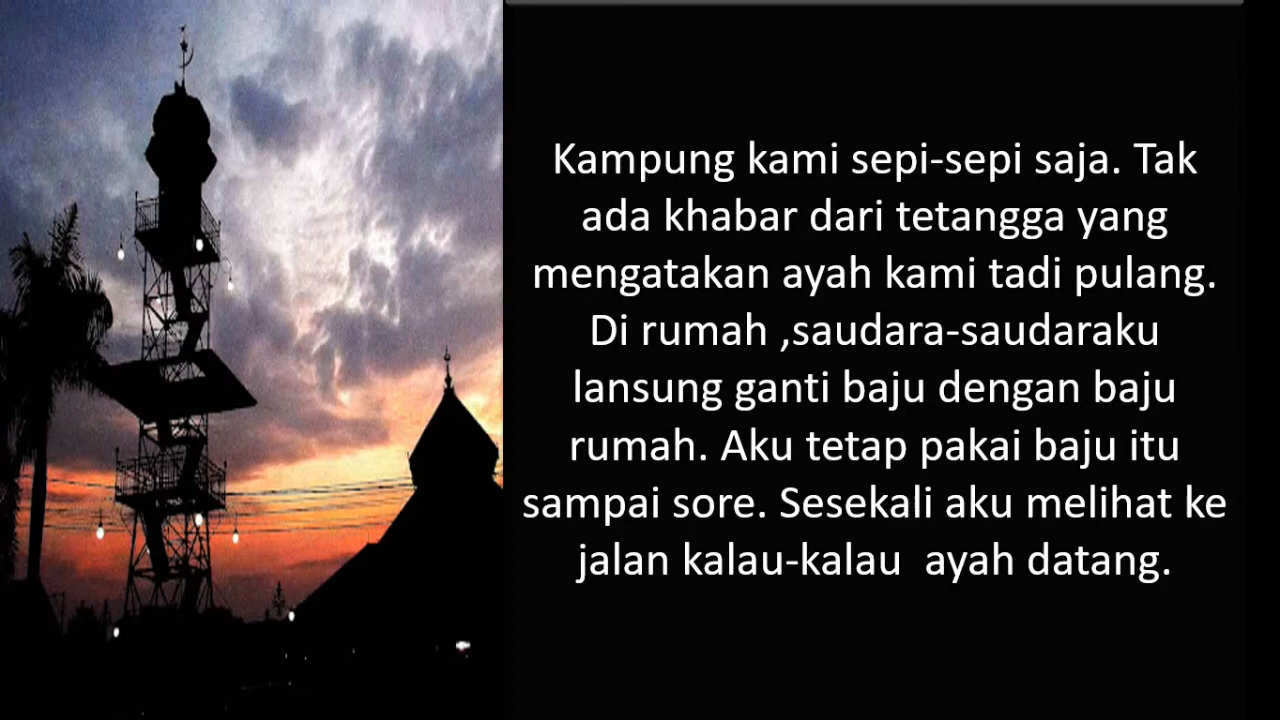 Kampung kami sepi-sepi saja. Tak
ada khabar dari tetangga yang
mengatakan ayah kami tadi pulang.
Di rumah ,saudara-saudaraku
lansung ganti baju dengan baju
rumah. Aku tetap pakai baju itu
sampai sore. Sesekali aku melihat ke
jalan kalau-kalau  ayah datang.